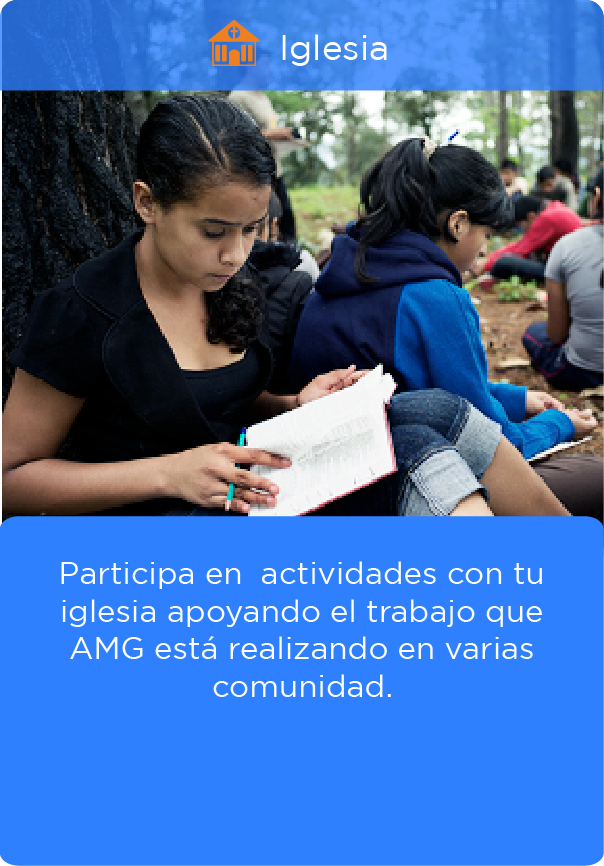 Iglesia
Participa en  actividades con tu
iglesia apoyando el trabajo que
AMG está realizando en varias
comunidad.